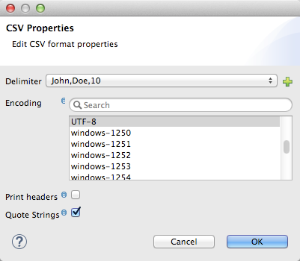 CSV Properties
Edit CSV format properties
Delimiter John,Doe,10
Encoding Search
UTF-8
windows-1250
windows-1251
windows-1252
windows-1253
windows-1254
Print headers
Quote Strings
? Cancel OK